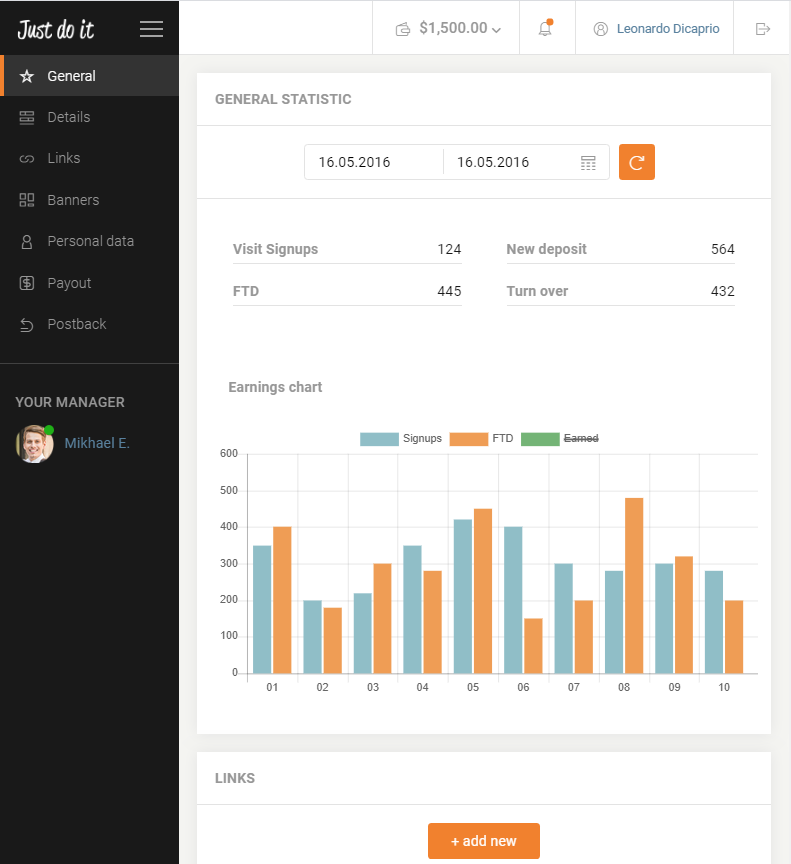 Just do it
$1,500.00
Leonardo Dicaprio
General
Details
Links
Banners
Personal data
Payout
Postback
YOUR MANAGER
Mikhael E.
GENERAL STATISTIC
16.05.2016 16.05.2016
Visit Signups 124 New deposit 564
FTD 445 Turn over 432
Earnings chart
Signups FTD Earned
600
500
400
300
200
100
0
01 02 03 04 05 06 07 08 09 10
LINKS
+ add new